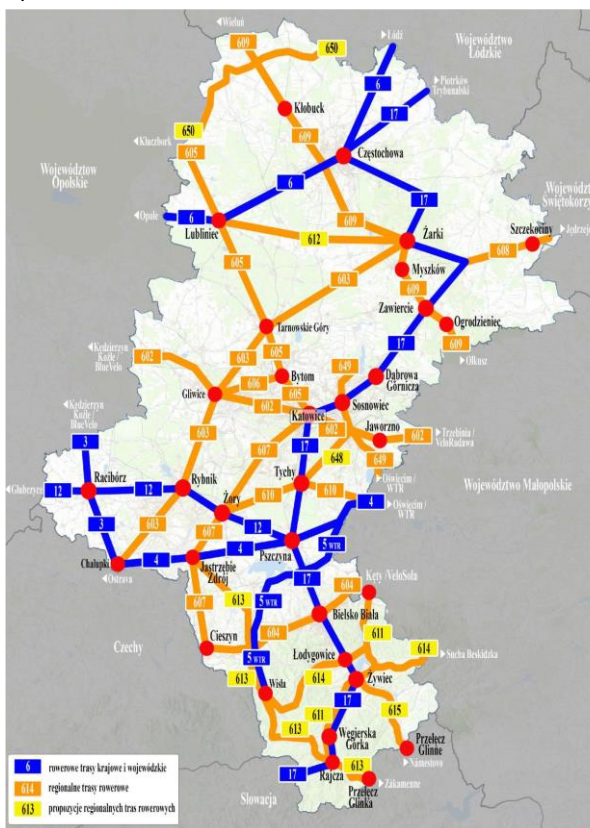 Wieluń
Łódź
Województwo
Łódzkie
650
609
6
Piotrków
Trybunalski
Kłobuck
17
650
Kluczbork
609
605
Częstochowa
Województwo
Opolskie
6
17
Województwo
Świętokrzy
Opole
6
Lubliniec
609
Szczekociny
Jędrzej
612
Żarki
608
605
Myszków
603
609
Zawiercie
Ogrodzieniec
Tarnowskie Góry
609
Olkusz
Kędzierzyn
Koźle /
BlueVelo
602
603
605
649
17
606
Bytom
Dąbrowa
Górnicza
Gliwice
605
602
Katowice
Sosnowiec
Kędzierzyn
Koźle /
BlueVelo
602
Jaworzno
602
Trzebinia /
VeloRudawa
3
603
607
17
648
649
Oświęcim /
WTR
Głubczyce
12
Racibórz
12
Rybnik
Tychy
Województwo Małopolskie
610
610
4
Oświęcim /
WTR
Żory
3
603
607
12
4
4
Pszczyna
5 WTR
Chałupki
Ostrava
Jastrzębie
Zdrój
17
613
5 WTR
604
Kęty /VeloSoła
607
Bielsko Biała
Czechy
Cieszyn
604
611
5 WTR
Łodygowice
614
Sucha Beskidzka
613
614
Żywiec
Wisła
17
611
615
613
Węgierska
Górka
Przełęcz
Glinne
Námestovo
17
Rajcza
613
Przełęcz
Glinka
Zákamenne
Słowacja
6 rowerowe trasy krajowe i wojewódzkie
614 regionalne trasy rowerowe
613 propozycje regionalnych tras rowerowych